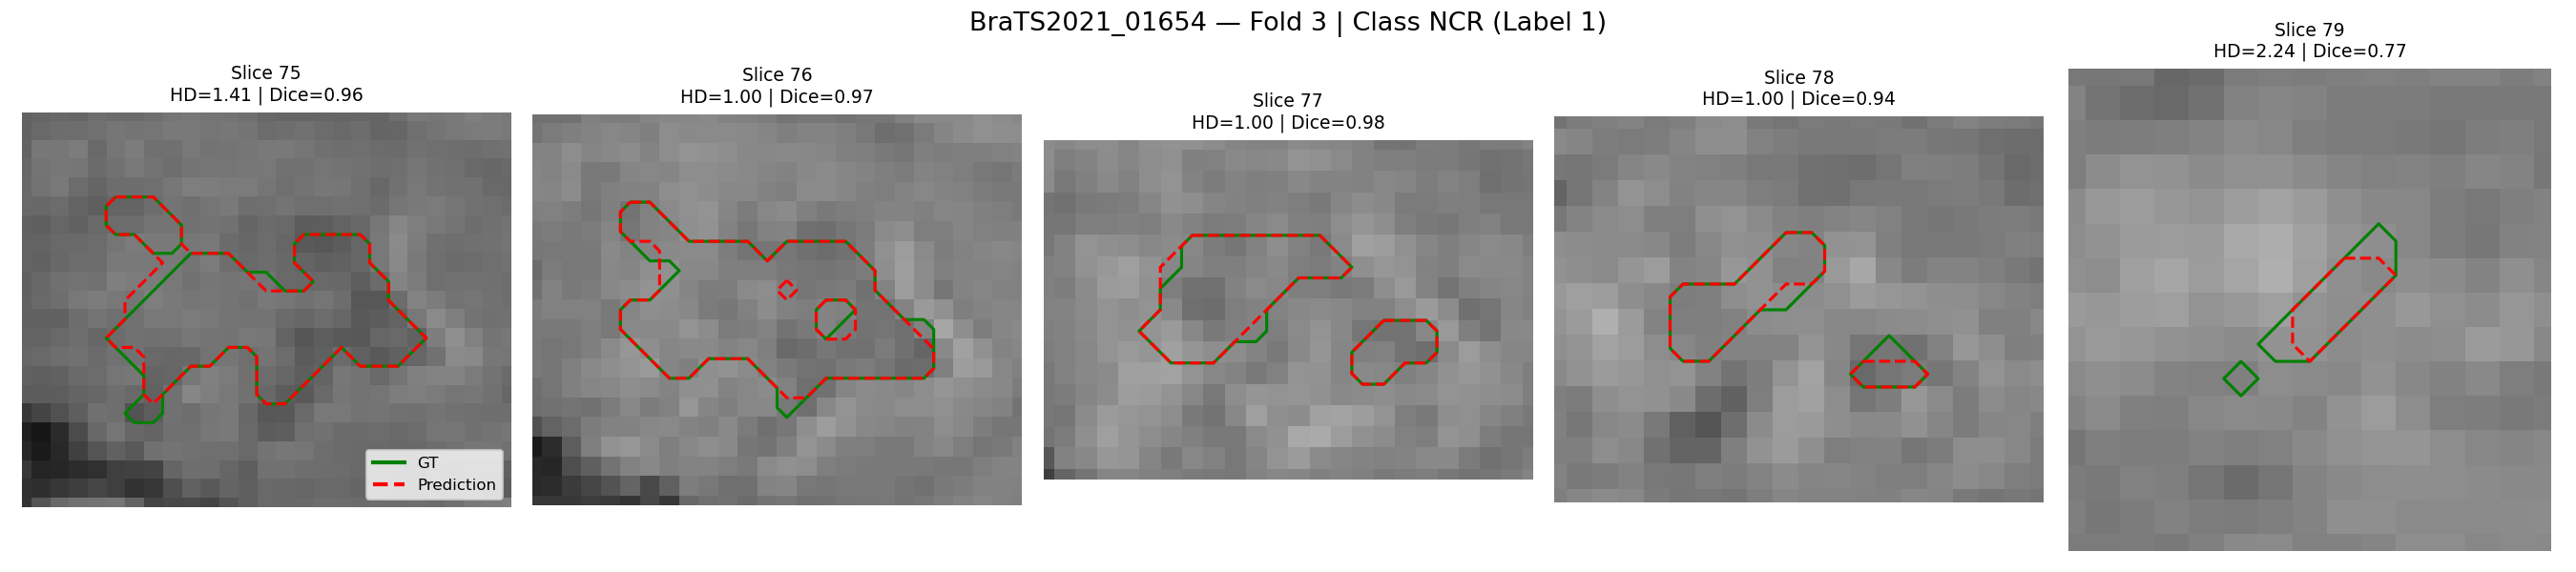 BraTS2021_01654 — Fold 3 | Class NCR (Label 1)
Slice 75
HD=1.41 | Dice=0.96
Slice 76
HD=1.00 | Dice=0.97
Slice 77
HD=1.00 | Dice=0.98
Slice 78
HD=1.00 | Dice=0.94
Slice 79
HD=2.24 | Dice=0.77
GT
Prediction